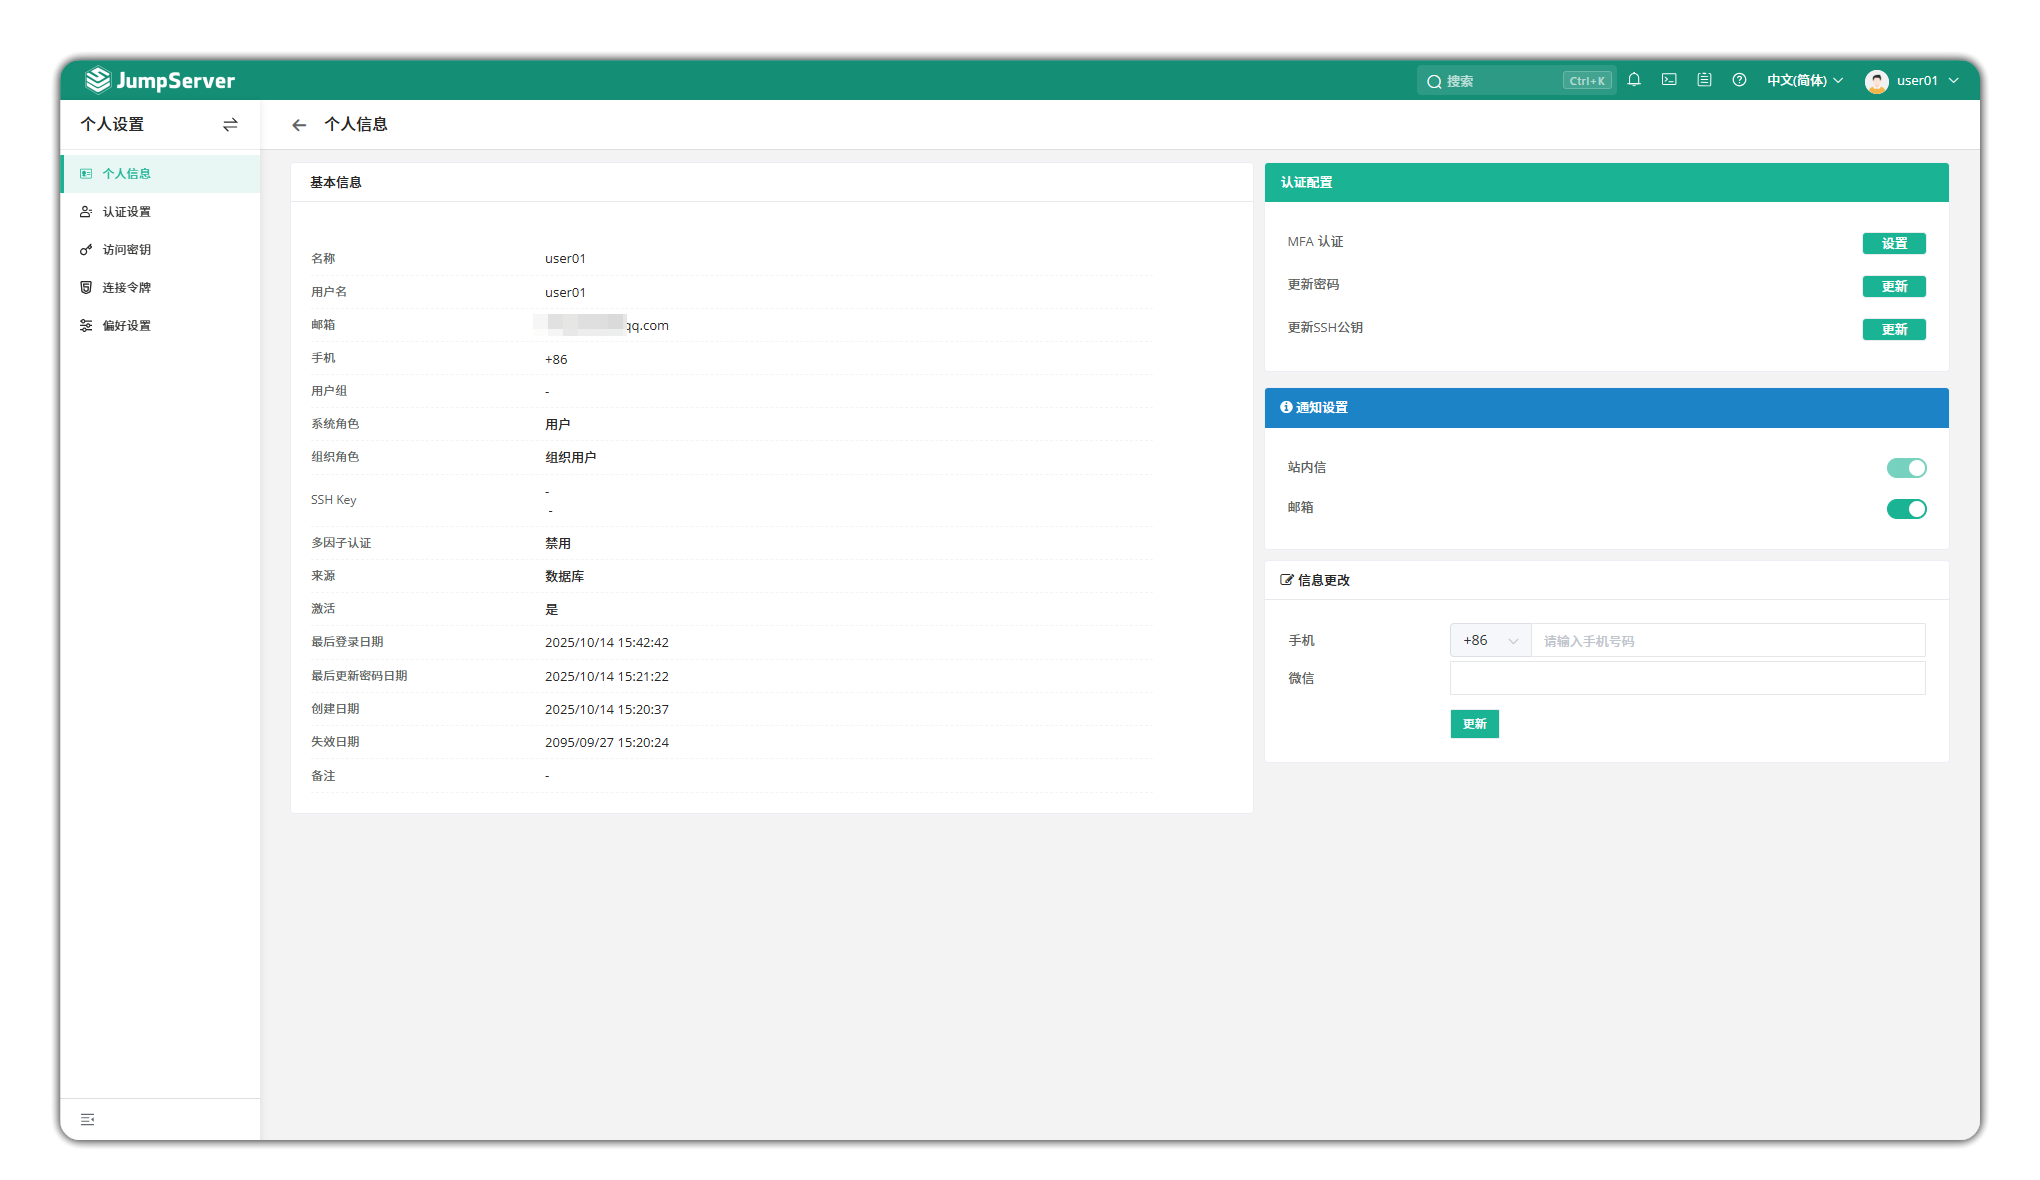 JumpServer
搜索 Ctrl+K 中文(简体) user01
个人设置
个人信息
个人信息
认证设置
访问密钥
连接令牌
偏好设置
基本信息
名称 user01
用户名 user01
邮箱 qq.com
手机 +86
用户组 -
系统角色 用户
组织角色 组织用户
SSH Key -
-
多因子认证 禁用
来源 数据库
激活 是
最后登录日期 2025/10/14 15:42:42
最后更新密码日期 2025/10/14 15:21:22
创建日期 2025/10/14 15:20:37
失效日期 2095/09/27 15:20:24
备注 -
认证配置
MFA 认证 设置
更新密码 更新
更新SSH公钥 更新
通知设置
站内信
邮箱
信息更改
手机 +86 请输入手机号码
微信
更新